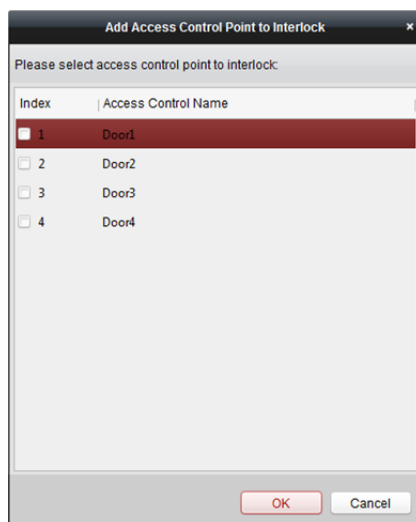 Add Access Control Point to Interlock ×
Please select access control point to interlock:
Index Access Control Name
1 Door1
2 Door2
3 Door3
4 Door4
OK Cancel